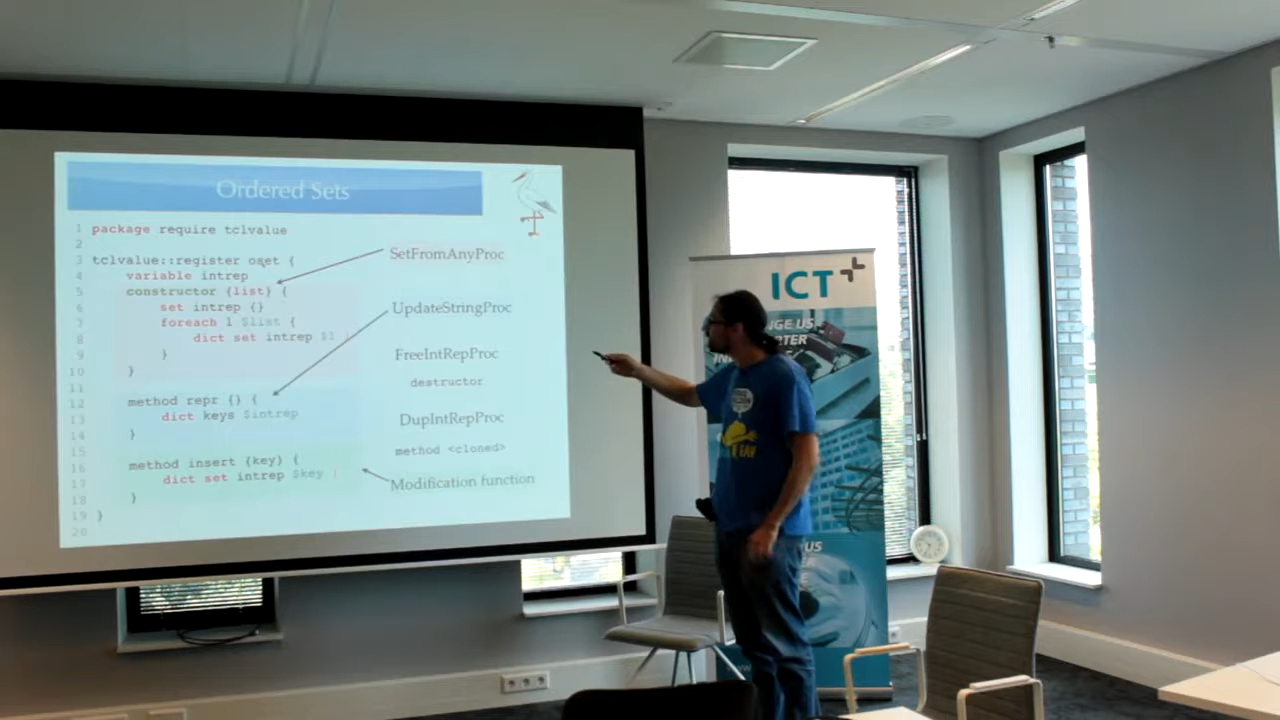 Ordered Sets
1 package require tclvalue
2
3 tclvalue::register oset {
4 variable intrep
5 constructor {list} {
6 set intrep {}
7 foreach l $list {
8 dict set intrep $l
9 }
10 }
11
12 method repr {} {
13 dict keys $intrep
14 }
15
16 method insert {key} {
17 dict set intrep $key
18 }
19 }
20
SetFromAnyProc
UpdateStringProc
FreeIntRepProc
destructor
DupIntRepProc
method <cloned>
Modification function
ICT